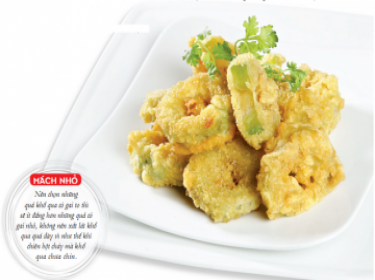 MÁCH NHỎ
Nên chọn những
quả khổ qua có gai to thì
sẽ ít đắng hơn những quả có
gai nhỏ, không nên xắt lát khổ
qua quá dày vì như thế khi
chiên bột cháy mà khổ
qua chưa chín.